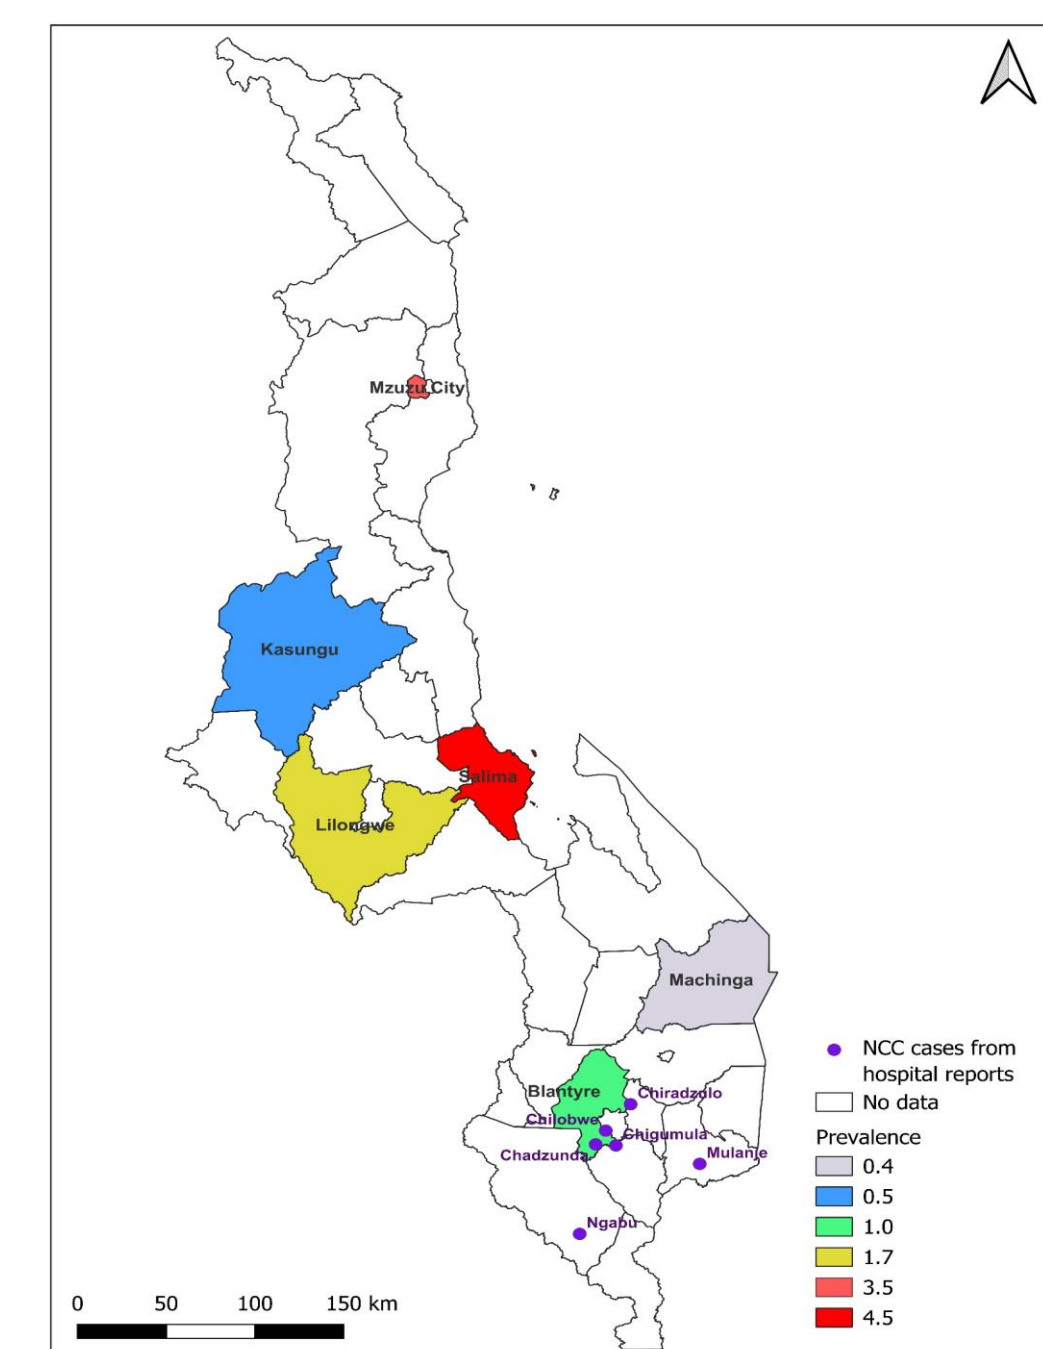 Mzuzu City
Kasungu
Salima
Lilongwe
Machinga
Blantyre
Chiradzulo
Chilobwe
Chigumula
Chadzunda
Mulanje
Ngabu
NCC cases from
hospital reports
No data
Prevalence
0.4
0.5
1.0
1.7
3.5
4.5
0 50 100 150 km